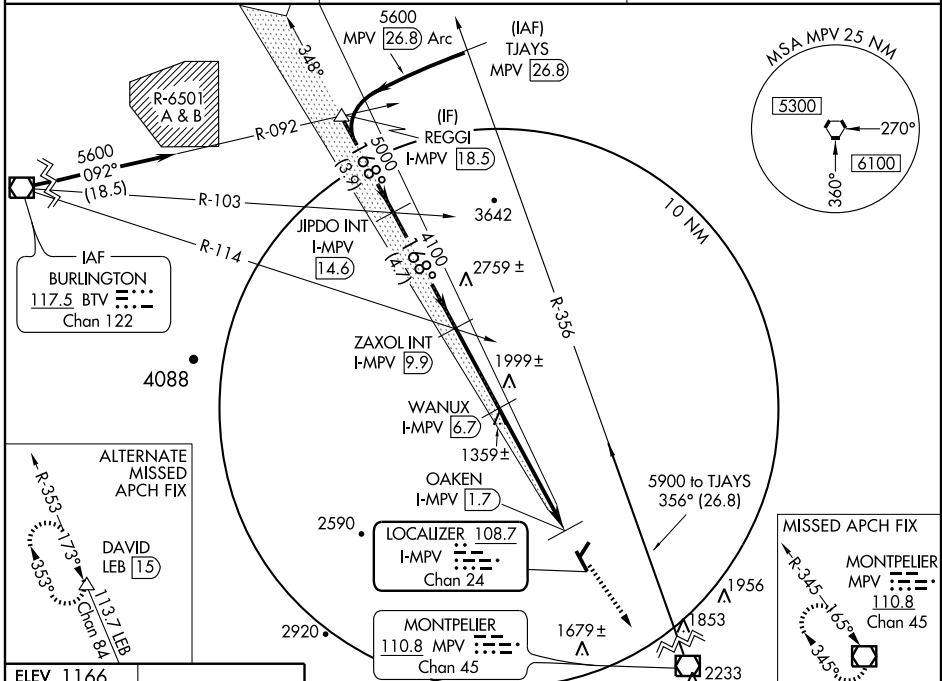 5600
MPV 26.8 Arc
(IAF)
TJAYS
MPV 26.8
348°
R-6501
A & B
R-092
(IF)
REGGI
I-MPV 18.5
5600
092°
(18.5)
5000
168°
(3.9)
R-103
R-114
3642
10 NM
JIPDO INT
I-MPV
14.6
4100
168°
(4.7)
2759 ±
R-356
IAF
BURLINGTON
117.5 BTV
Chan 122
ZAXOL INT
I-MPV 9.9
1999 ±
4088
WANUX
I-MPV 6.7
1359 ±
OAKEN
I-MPV 1.7
5900 to TJAYS
356° (26.8)
2590
LOCALIZER 108.7
I-MPV
Chan 24
1956
1853
2920
MONTPELIER
110.8 MPV
Chan 45
1679 ±
2233
MSA MPV 25 NM
5300
270°
6100
360°
ALTERNATE
MISSED
APCH FIX
R-353
173°
353°
DAVID
LEB 15
113.7 LEB
Chan 84
MISSED APCH FIX
MONTPELIER
MPV
110.8
Chan 45
R-345
165°
345°
ELEV 1166